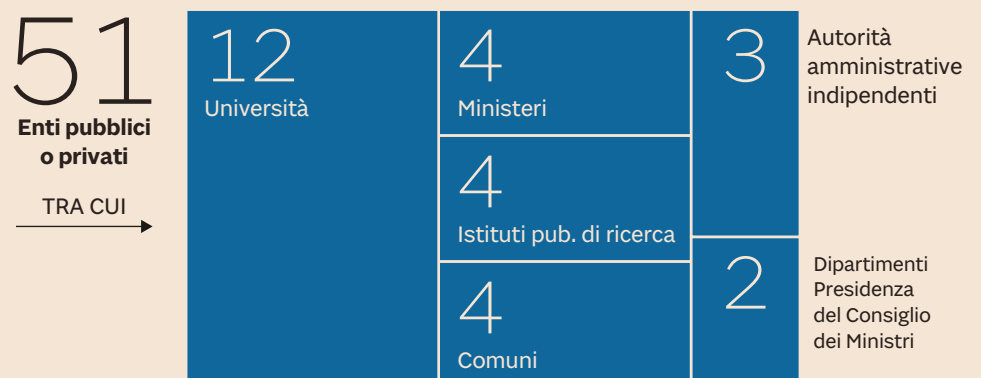 51
Enti pubblici
o privati
TRA CUI
12
Università
4
Ministeri
4
Istituti pub. di ricerca
4
Comuni
3
Autorità
amministrative
indipendenti
2
Dipartimenti
Presidenza
del Consiglio
dei Ministri